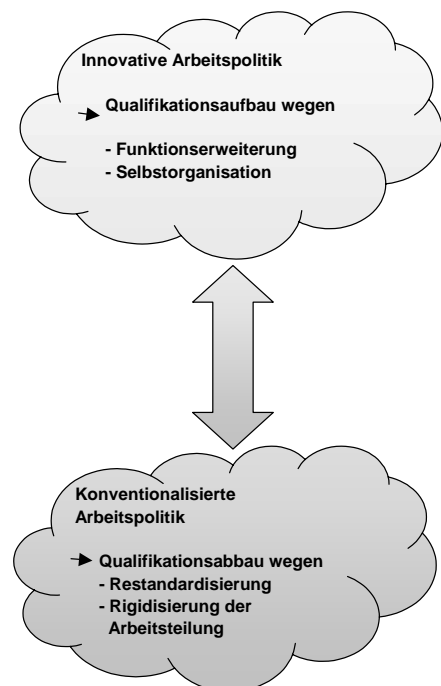 Innovative Arbeitspolitik
Qualifikationsaufbau wegen
- Funktionserweiterung
- Selbstorganisation
Konventionalisierte
Arbeitspolitik
Qualifikationsabbau wegen
- Restandardisierung
- Rigidisierung der
Arbeitsteilung